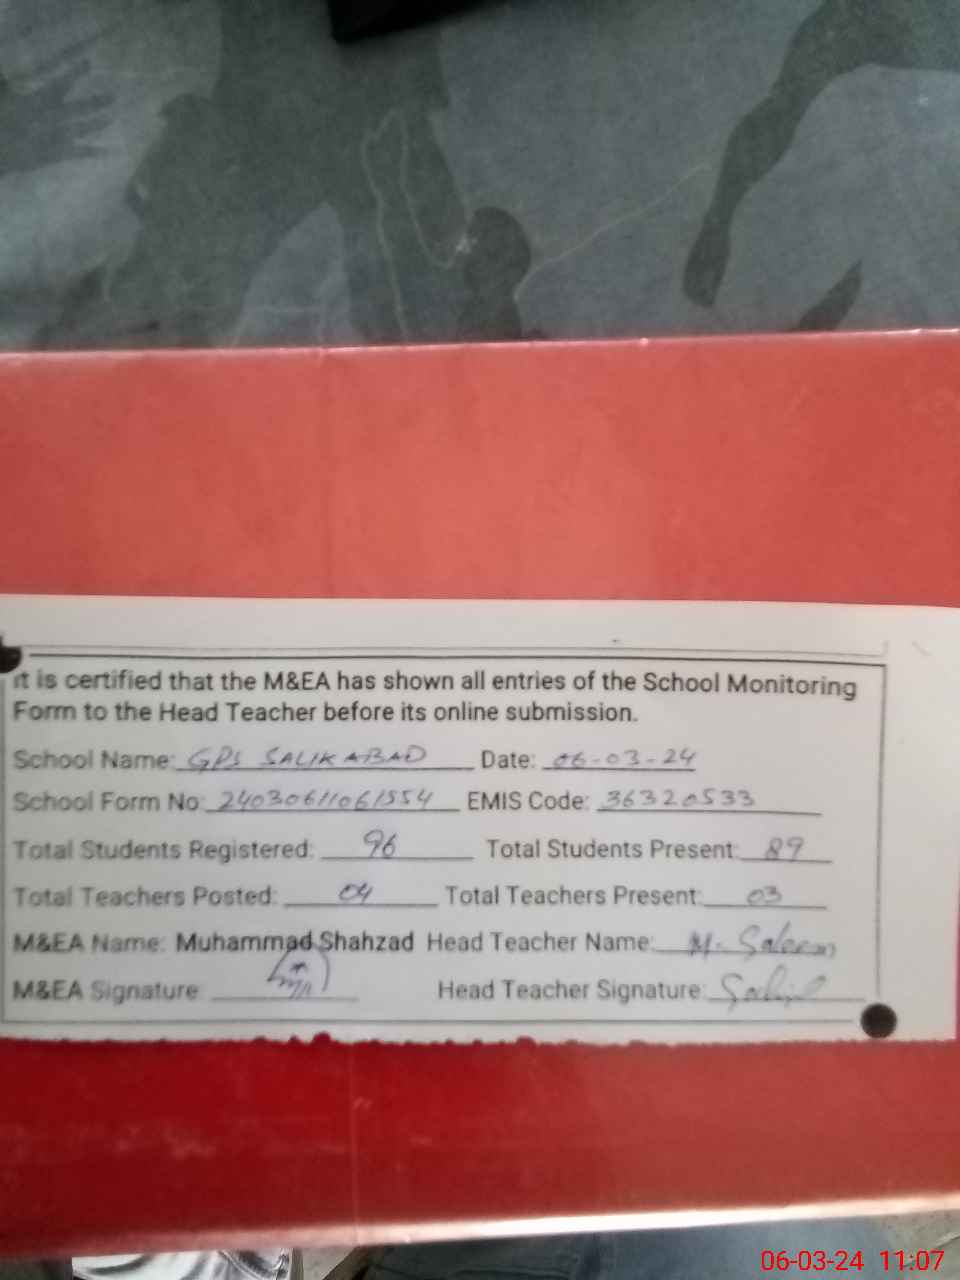 It is certified that the M&EA has shown all entries of the School Monitoring
Form to the Head Teacher before its online submission.
School Name: GPS SALIKABAD Date: 06-03-24
School Form No: 24030611061554 EMIS Code: 36320533
Total Students Registered: 96 Total Students Present: 89
Total Teachers Posted: 04 Total Teachers Present: 03
M&EA Name: Muhammad Shahzad Head Teacher Name: M. Saleem
M&EA Signature Head Teacher Signature:
06-03-24 11:07